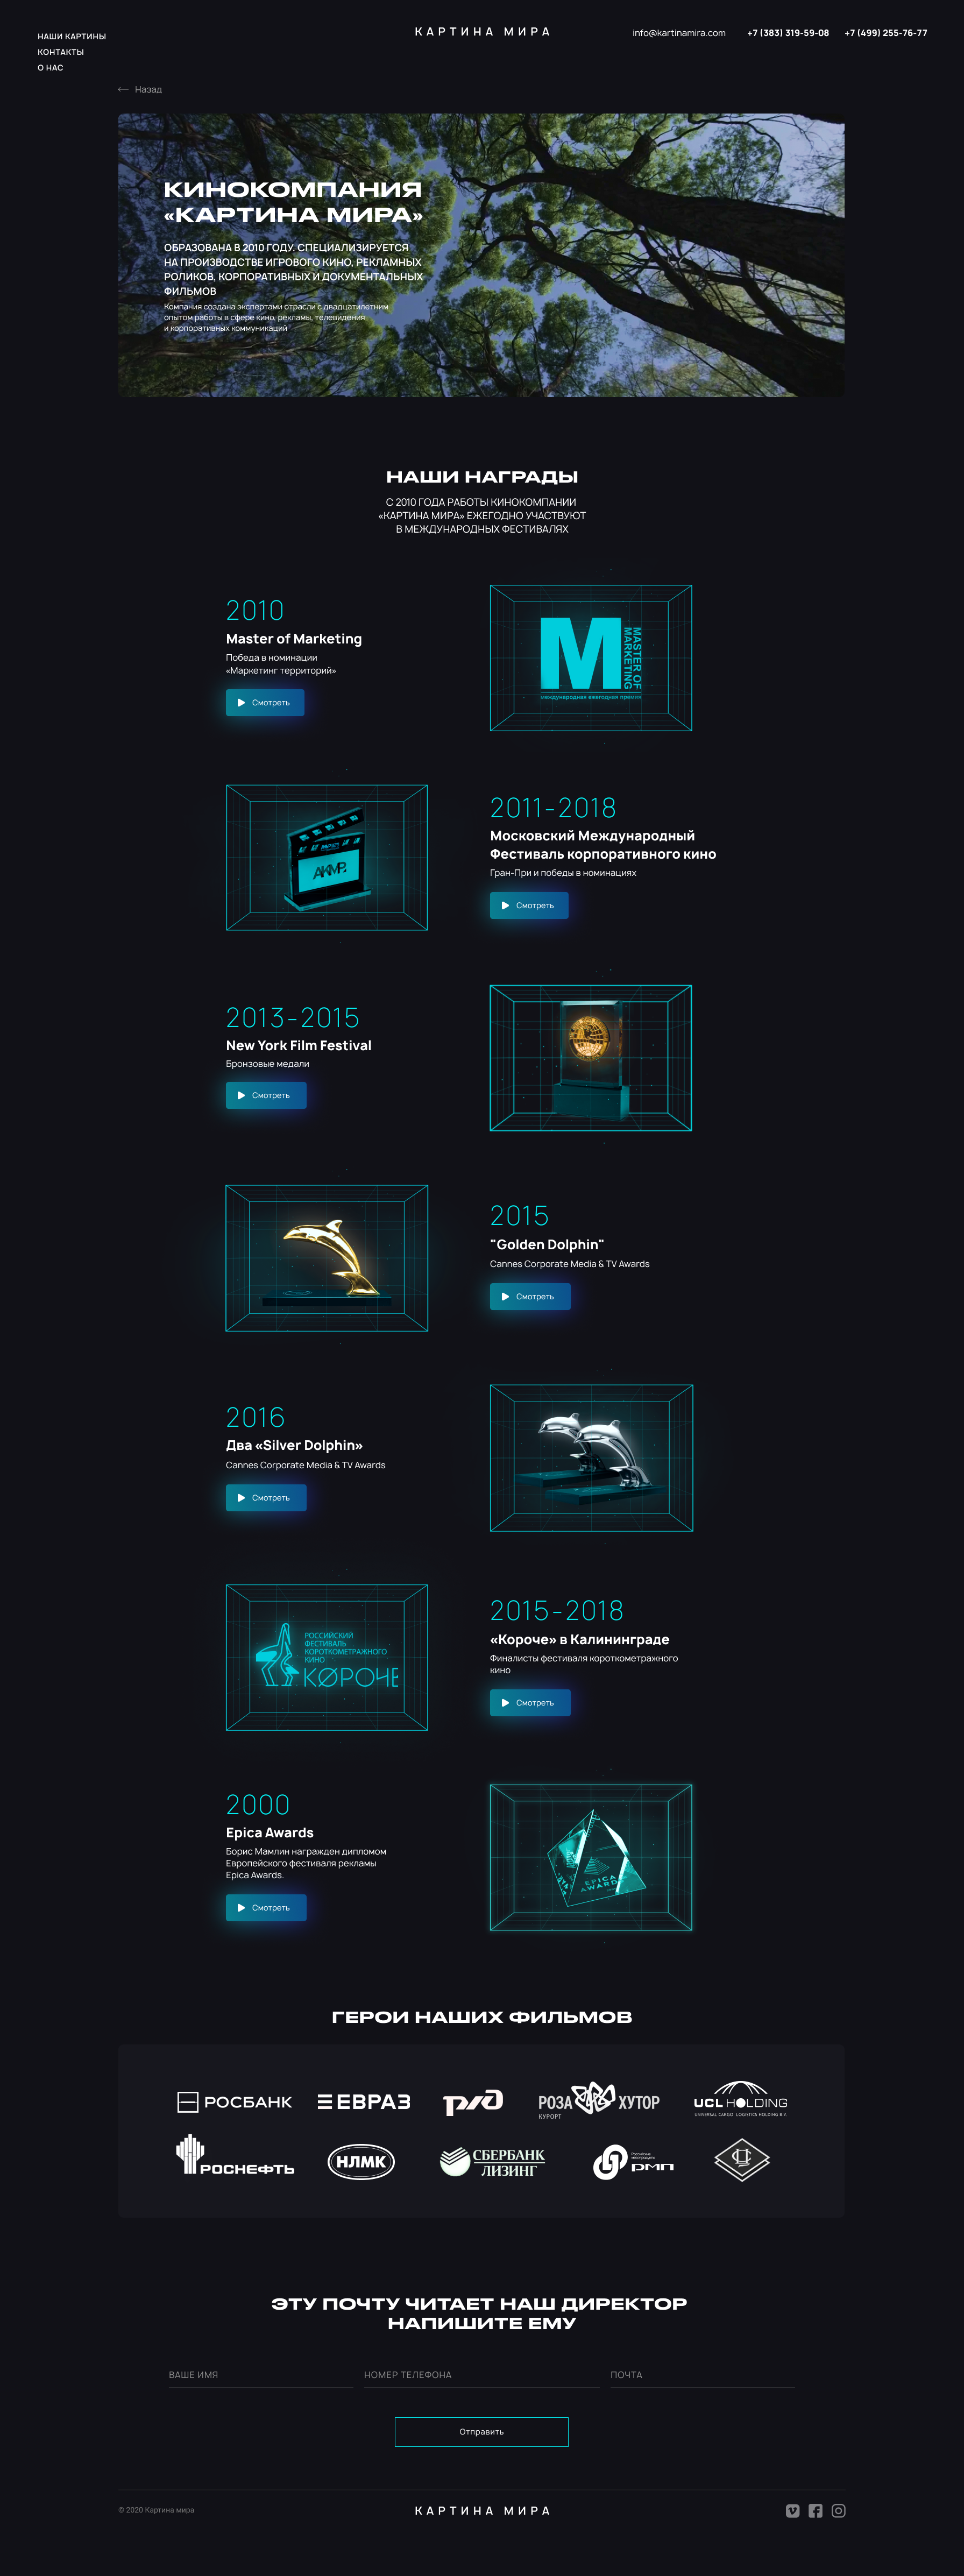 НАШИ КАРТИНЫ
КОНТАКТЫ
О НАС
КАРТИНА МИРА
info@kartinamira.com
+7 (383) 319-59-08
+7 (499) 255-76-77
Назад
КИНОКОМПАНИЯ
«КАРТИНА МИРА»
ОБРАЗОВАНА В 2010 ГОДУ. СПЕЦИАЛИЗИРУЕТСЯ
НА ПРОИЗВОДСТВЕ ИГРОВОГО КИНО, РЕКЛАМНЫХ
РОЛИКОВ, КОРПОРАТИВНЫХ И ДОКУМЕНТАЛЬНЫХ
ФИЛЬМОВ
Компания создана экспертами отрасли с двадцатилетним
опытом работы в сфере кино, рекламы, телевидения
и корпоративных коммуникаций
НАШИ НАГРАДЫ
С 2010 ГОДА РАБОТЫ КИНОКОМПАНИИ
«КАРТИНА МИРА» ЕЖЕГОДНО УЧАСТВУЮТ
В МЕЖДУНАРОДНЫХ ФЕСТИВАЛЯХ
2010
Master of Marketing
Победа в номинации
«Маркетинг территорий»
Смотреть
M
MASTER OF
MARKETING
международная ежегодная премия
АКМР.
2011-2018
Московский Международный
Фестиваль корпоративного кино
Гран-При и победы в номинациях
Смотреть
2013-2015
New York Film Festival
Бронзовые медали
Смотреть
2015
"Golden Dolphin"
Cannes Corporate Media & TV Awards
Смотреть
2016
Два «Silver Dolphin»
Cannes Corporate Media & TV Awards
Смотреть
РОССИЙСКИЙ
ФЕСТИВАЛЬ
КОРОТКОМЕТРАЖНОГО
КИНО
КОРОЧЕ
2015-2018
«Короче» в Калининграде
Финалисты фестиваля короткометражного
кино
Смотреть
2000
Epica Awards
Борис Мамлин награжден дипломом
Европейского фестиваля рекламы
Epica Awards.
Смотреть
EPICA
AWARDS
ГЕРОИ НАШИХ ФИЛЬМОВ
РОСБАНК
ЕВРАЗ
РЖД
РОЗА ХУТОР
КУРОРТ
UCL HOLDING
UNIVERSAL CARGO LOGISTICS HOLDING B.V.
РОСНЕФТЬ
НЛМК
СБЕРБАНК
ЛИЗИНГ
РМП
ЭТУ ПОЧТУ ЧИТАЕТ НАШ ДИРЕКТОР
НАПИШИТЕ ЕМУ
ВАШЕ ИМЯ
НОМЕР ТЕЛЕФОНА
ПОЧТА
Отправить
© 2020 Картина мира
КАРТИНА МИРА